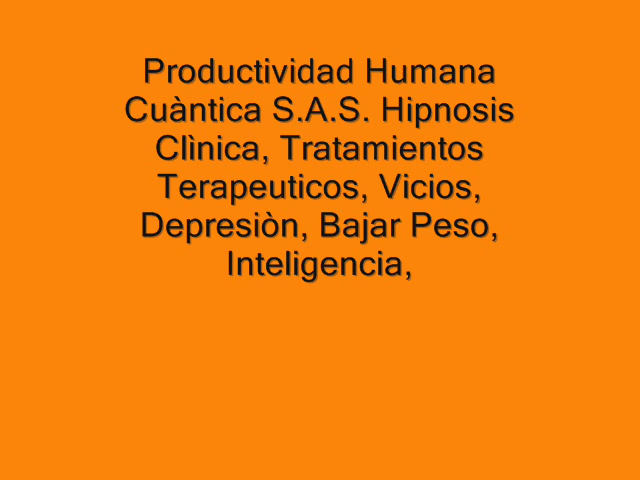 Productividad Humana
Cuàntica S.A.S. Hipnosis
Clìnica, Tratamientos
Terapeuticos, Vicios,
Depresiòn, Bajar Peso,
Inteligencia,